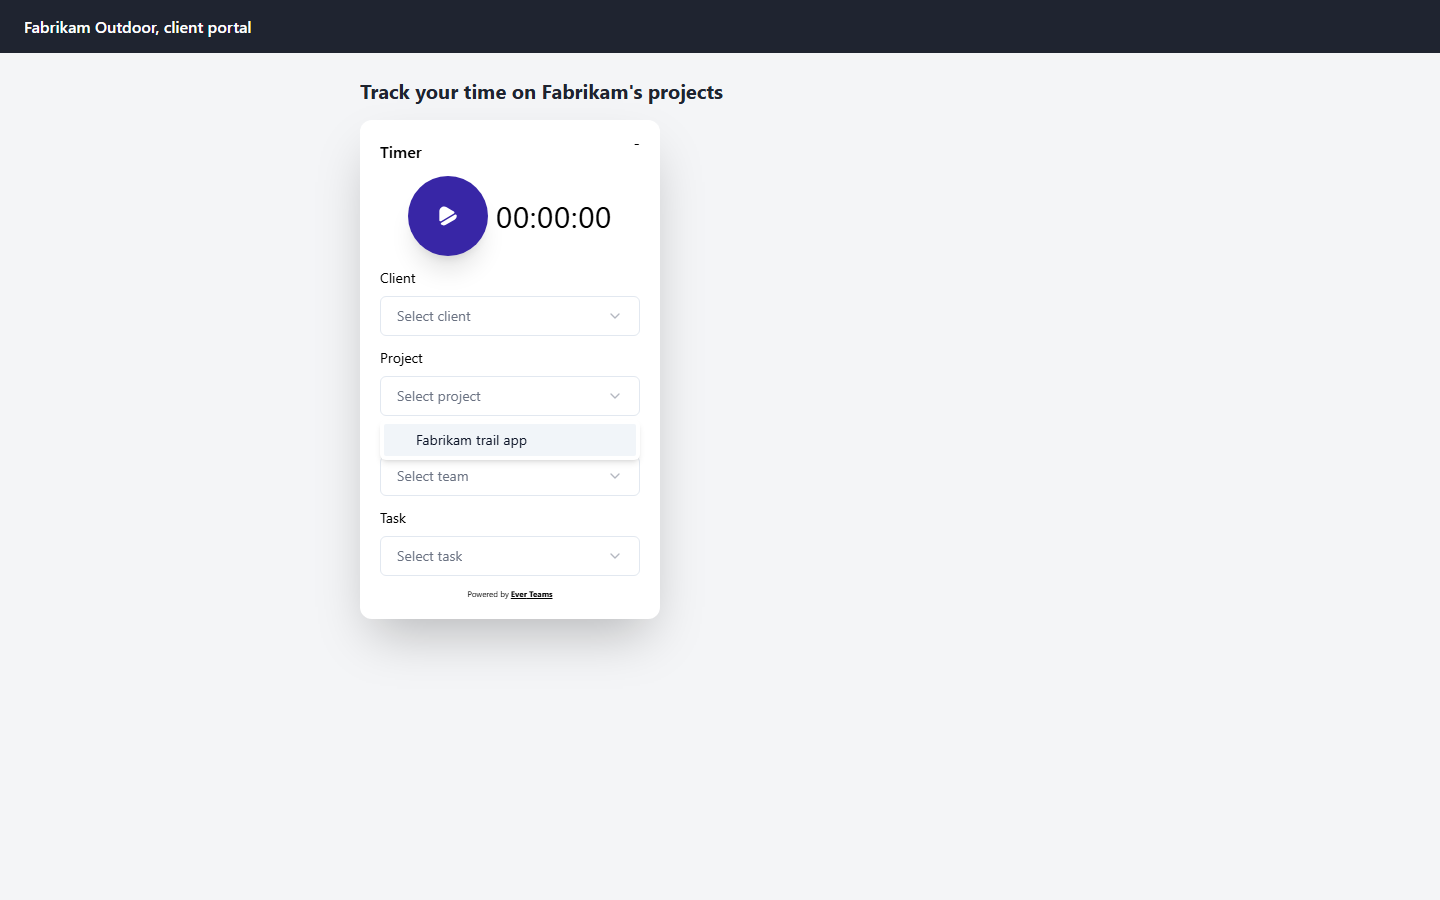 Fabrikam Outdoor, client portal
Track your time on Fabrikam's projects
Timer
-
00:00:00
Client
Select client
Project
Select project
Fabrikam trail app
Select team
Task
Select task
Powered by Ever Teams